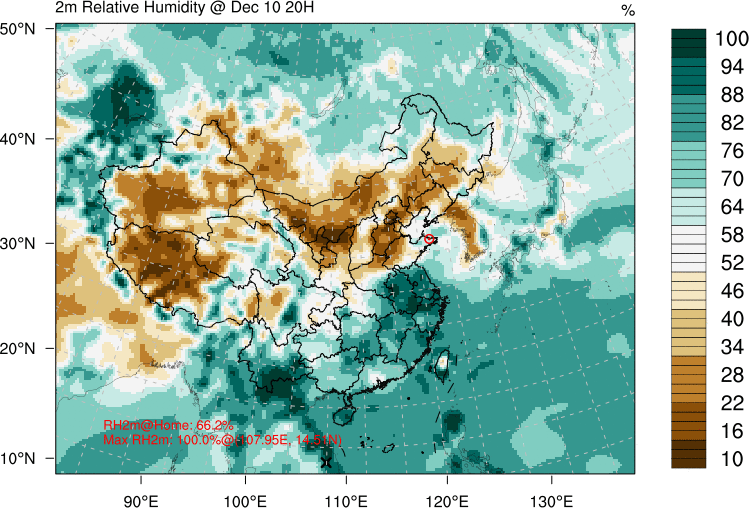 2m Relative Humidity @ Dec 10 20H
%
50°N
40°N
30°N
20°N
10°N
90°E
100°E
110°E
120°E
130°E
100
94
88
82
76
70
64
58
52
46
40
34
28
22
16
10
RH2m@Home: 66.2%
Max RH2m: 100.0%@(107.95E, 14.51N)